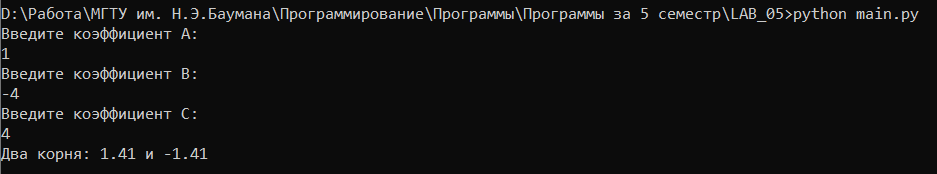 D:\Работа\МГТУ им. Н.Э.Баумана\Программирование\Программы\Программы за 5 семестр\LAB_05>python main.py
Введите коэффициент A:
1
Введите коэффициент B:
-4
Введите коэффициент C:
4
Два корня: 1.41 и -1.41